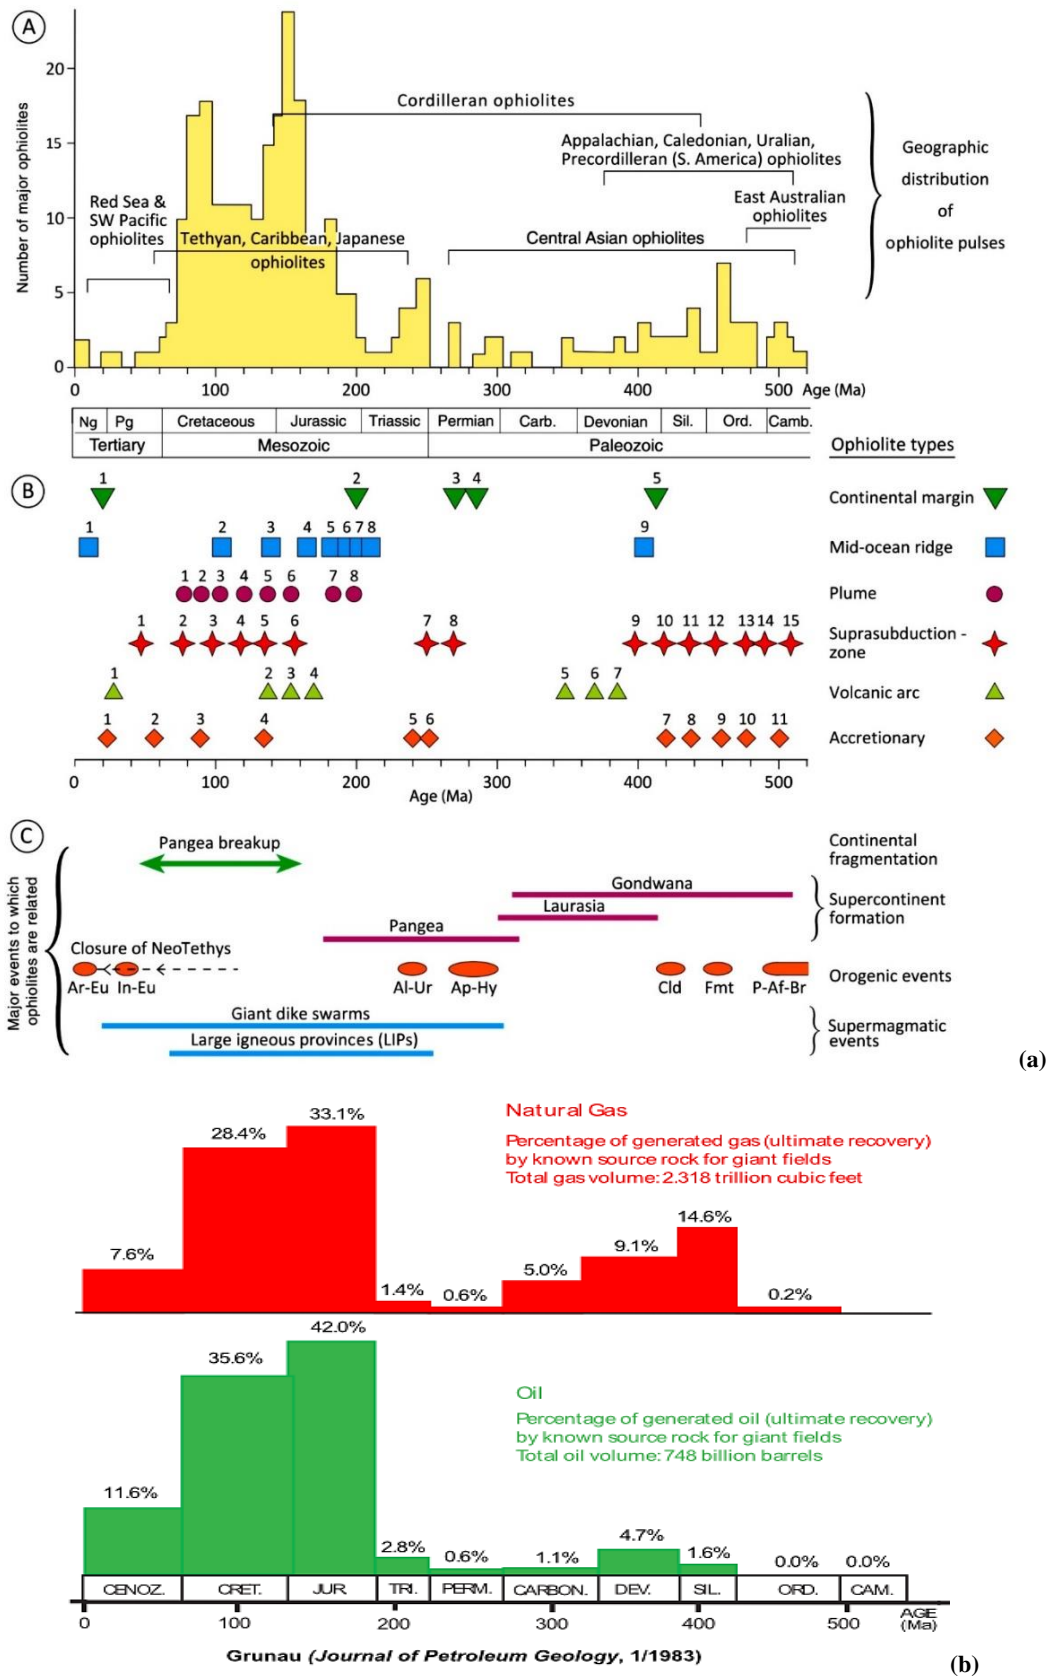 A
Number of major ophiolites
20
15
10
5
0
Cordilleran ophiolites
Appalachian, Caledonian, Uralian,
Precordilleran (S. America) ophiolites
East Australian
ophiolites
Red Sea &
SW Pacific
ophiolites
Tethyan, Caribbean, Japanese
ophiolites
Central Asian ophiolites
Geographic
distribution
of
ophiolite pulses
0 100 200 300 400 500 Age (Ma)
Ng Pg Cretaceous Jurassic Triassic Permian Carb. Devonian Sil. Ord. Camb.
Tertiary Mesozoic Paleozoic
Ophiolite types
B
1 2 3 4 5
Continental margin
1 2 3 4 5 6 7 8 9
Mid-ocean ridge
1 2 3 4 5 6 7 8
Plume
1 2 3 4 5 6 7 8 9 10 11 12 13 14 15
Suprasubduction -
zone
1 2 3 4 5 6 7
Volcanic arc
1 2 3 4 5 6 7 8 9 10 11
Accretionary
0 100 200 300 400 500
Age (Ma)
C
Major events to which
ophiolites are related
Pangea breakup
Continental
fragmentation
Gondwana
Laurasia
Pangea
Supercontinent
formation
Closure of NeoTethys
Ar-Eu In-Eu Al-Ur Ap-Hy Cld Fmt P-Af-Br
Orogenic events
Giant dike swarms
Large igneous provinces (LIPs)
Supermagmatic
events
(a)
Natural Gas
Percentage of generated gas (ultimate recovery)
by known source rock for giant fields
Total gas volume: 2.318 trillion cubic feet
7.6% 28.4% 33.1% 1.4% 0.6% 5.0% 9.1% 14.6% 0.2%
Oil
Percentage of generated oil (ultimate recovery)
by known source rock for giant fields
Total oil volume: 748 billion barrels
11.6% 35.6% 42.0% 2.8% 0.6% 1.1% 4.7% 1.6% 0.0% 0.0%
CENOZ. CRET. JUR. TRI. PERM. CARBON. DEV. SIL. ORD. CAM.
0 100 200 300 400 500 AGE
(Ma)
Grunau (Journal of Petroleum Geology, 1/1983)
(b)